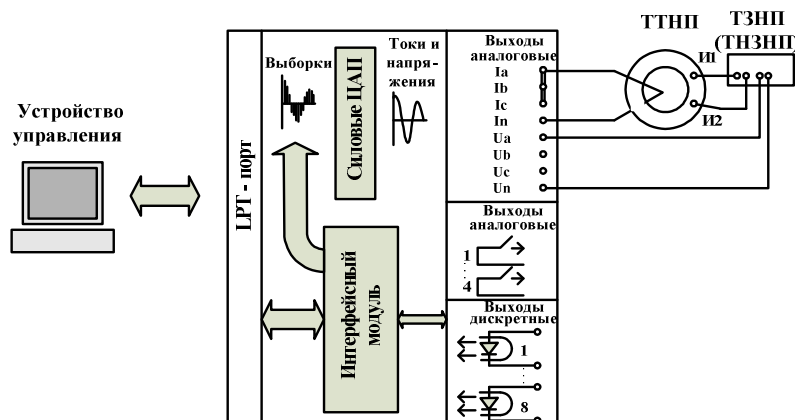 Устройство
управления
LPT - порт
Выборки
Силовые ЦАП
Токи и
напря-
жения
Интерфейсный
модуль
Выходы
аналоговые
Ia
Ib
Ic
In
Ua
Ub
Uc
Un
Выходы
аналоговые
1
4
Выходы
дискретные
1
8
ТТНП
И1
И2
ТЗНП
(ТНЗНП)